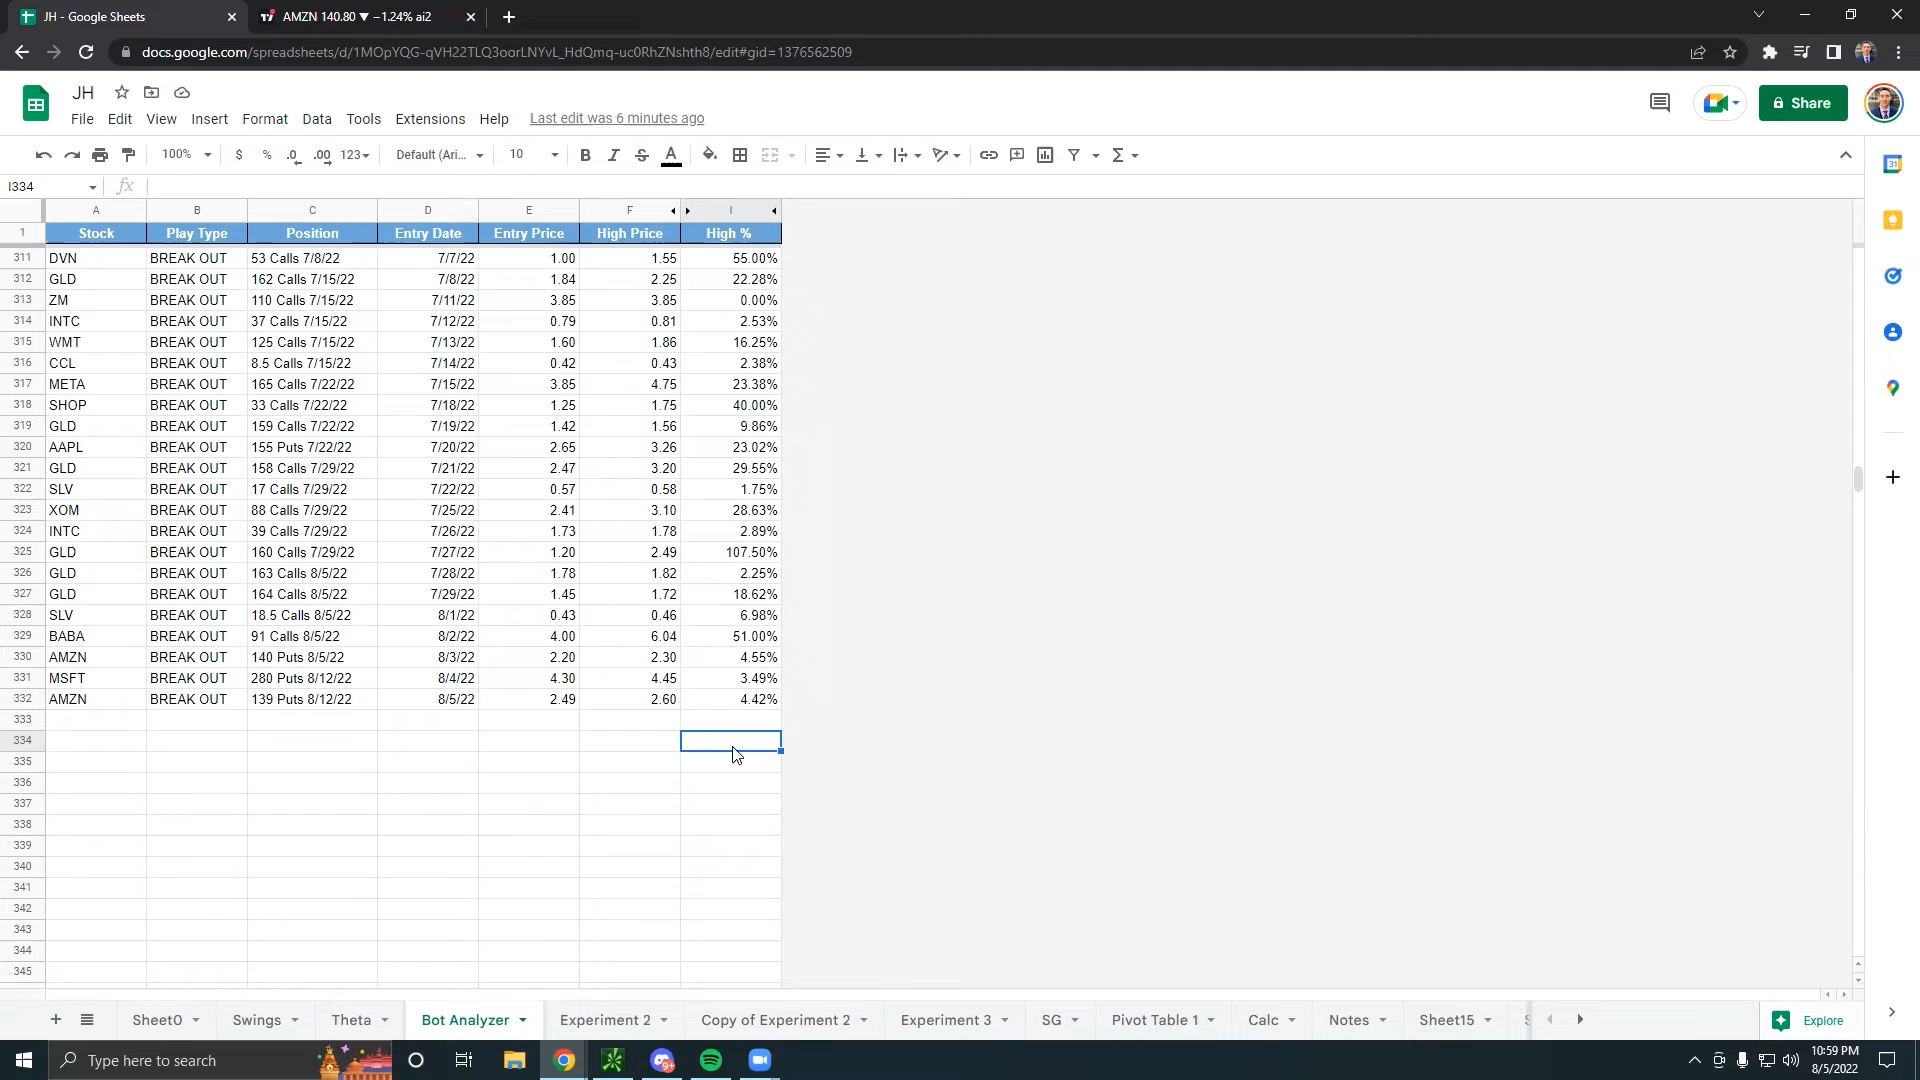 JH - Google Sheets
AMZN 140.80 ▼ −1.24% ai2
docs.google.com/spreadsheets/d/1MOpYQG-qVH22TLQ3oorLNYvL_HdQmq-uc0RhZNshth8/edit#gid=1376562509
JH
File Edit View Insert Format Data Tools Extensions Help Last edit was 6 minutes ago
Share
100% $ % .0 .00 123 Default (Ari... 10 B I S A
I334 fx
A B C D E F I
1 Stock Play Type Position Entry Date Entry Price High Price High %
311 DVN BREAK OUT 53 Calls 7/8/22 7/7/22 1.00 1.55 55.00%
312 GLD BREAK OUT 162 Calls 7/15/22 7/8/22 1.84 2.25 22.28%
313 ZM BREAK OUT 110 Calls 7/15/22 7/11/22 3.85 3.85 0.00%
314 INTC BREAK OUT 37 Calls 7/15/22 7/12/22 0.79 0.81 2.53%
315 WMT BREAK OUT 125 Calls 7/15/22 7/13/22 1.60 1.86 16.25%
316 CCL BREAK OUT 8.5 Calls 7/15/22 7/14/22 0.42 0.43 2.38%
317 META BREAK OUT 165 Calls 7/22/22 7/15/22 3.85 4.75 23.38%
318 SHOP BREAK OUT 33 Calls 7/22/22 7/18/22 1.25 1.75 40.00%
319 GLD BREAK OUT 159 Calls 7/22/22 7/19/22 1.42 1.56 9.86%
320 AAPL BREAK OUT 155 Puts 7/22/22 7/20/22 2.65 3.26 23.02%
321 GLD BREAK OUT 158 Calls 7/29/22 7/21/22 2.47 3.20 29.55%
322 SLV BREAK OUT 17 Calls 7/29/22 7/22/22 0.57 0.58 1.75%
323 XOM BREAK OUT 88 Calls 7/29/22 7/25/22 2.41 3.10 28.63%
324 INTC BREAK OUT 39 Calls 7/29/22 7/26/22 1.73 1.78 2.89%
325 GLD BREAK OUT 160 Calls 7/29/22 7/27/22 1.20 2.49 107.50%
326 GLD BREAK OUT 163 Calls 8/5/22 7/28/22 1.78 1.82 2.25%
327 GLD BREAK OUT 164 Calls 8/5/22 7/29/22 1.45 1.72 18.62%
328 SLV BREAK OUT 18.5 Calls 8/5/22 8/1/22 0.43 0.46 6.98%
329 BABA BREAK OUT 91 Calls 8/5/22 8/2/22 4.00 6.04 51.00%
330 AMZN BREAK OUT 140 Puts 8/5/22 8/3/22 2.20 2.30 4.55%
331 MSFT BREAK OUT 280 Puts 8/12/22 8/4/22 4.30 4.45 3.49%
332 AMZN BREAK OUT 139 Puts 8/12/22 8/5/22 2.49 2.60 4.42%
333
334
335
336
337
338
339
340
341
342
343
344
345
Sheet0 Swings Theta Bot Analyzer Experiment 2 Copy of Experiment 2 Experiment 3 SG Pivot Table 1 Calc Notes Sheet15 Explore
Type here to search
10:59 PM
8/5/2022